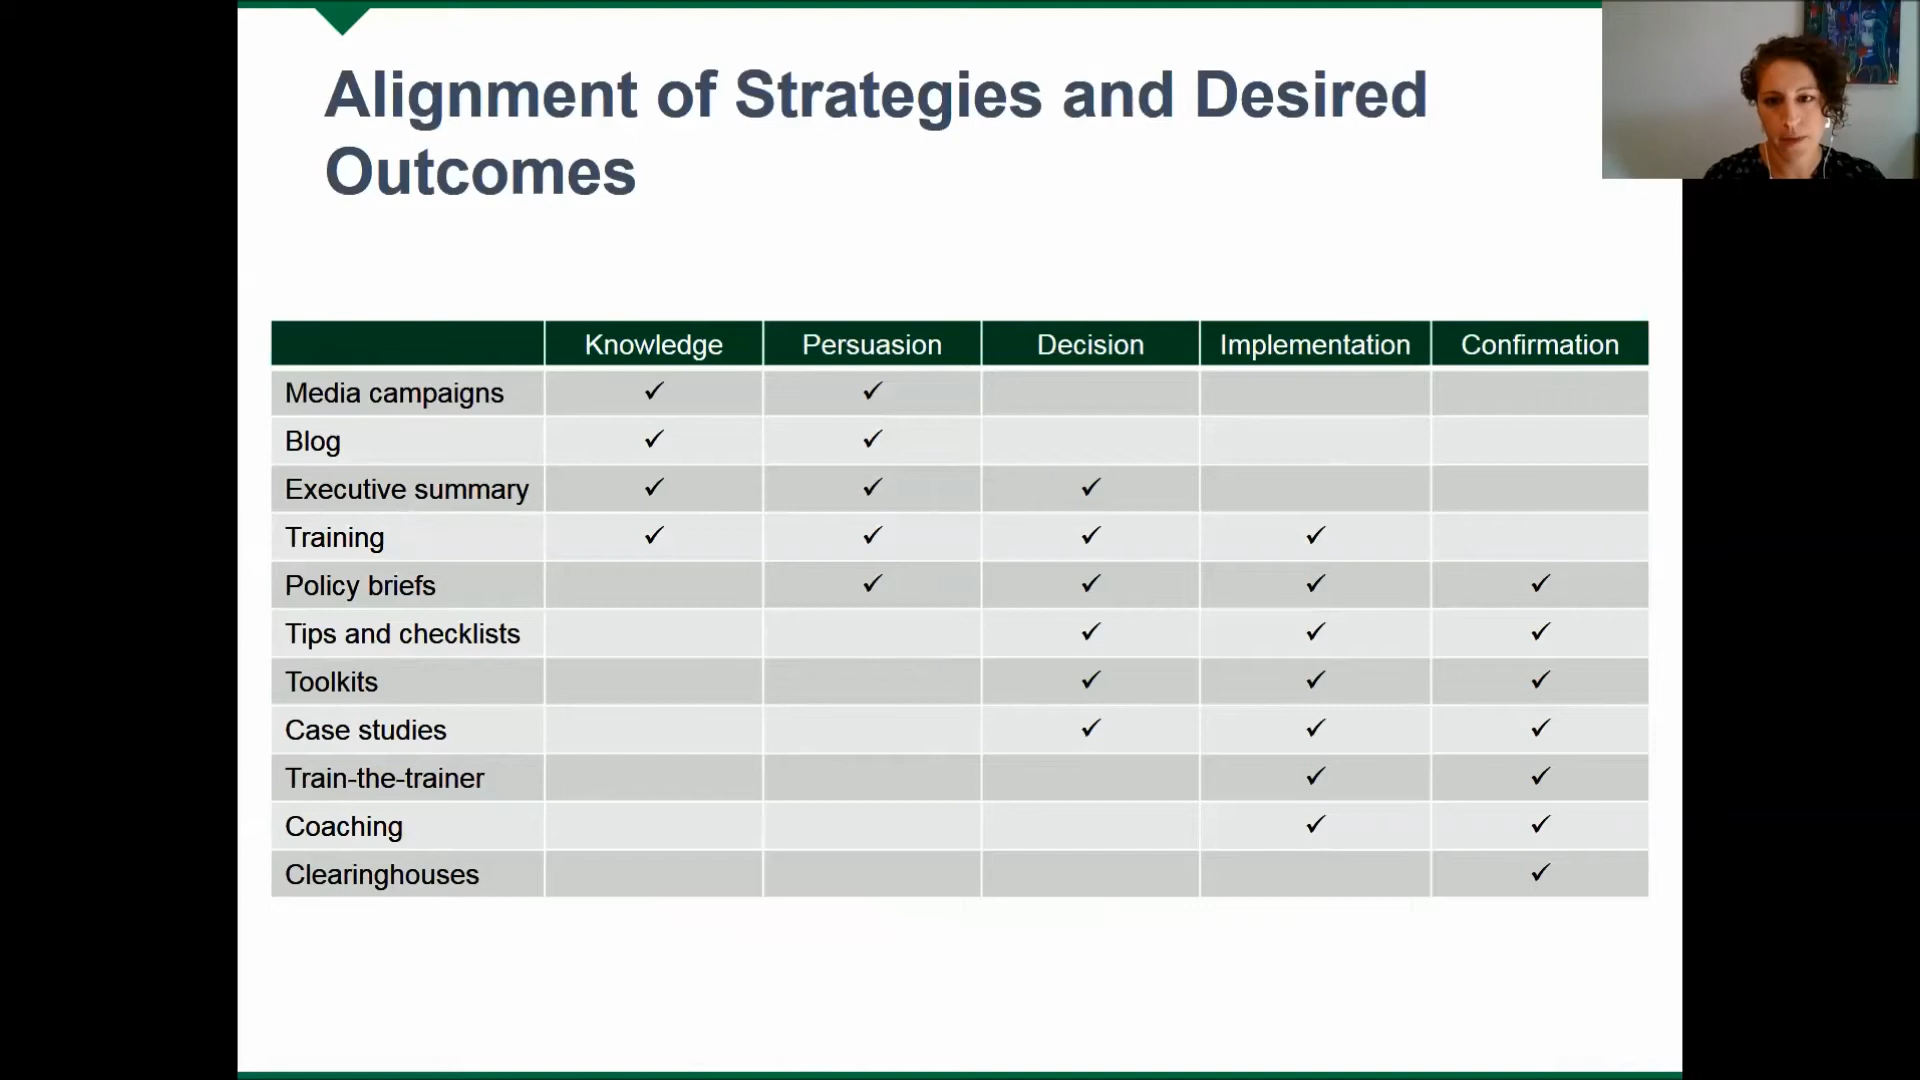 Alignment of Strategies and Desired
Outcomes
Knowledge Persuasion Decision Implementation Confirmation
Media campaigns ✓ ✓
Blog ✓ ✓
Executive summary ✓ ✓ ✓
Training ✓ ✓ ✓ ✓
Policy briefs ✓ ✓ ✓ ✓
Tips and checklists ✓ ✓ ✓
Toolkits ✓ ✓ ✓
Case studies ✓ ✓ ✓
Train-the-trainer ✓ ✓
Coaching ✓ ✓
Clearinghouses ✓